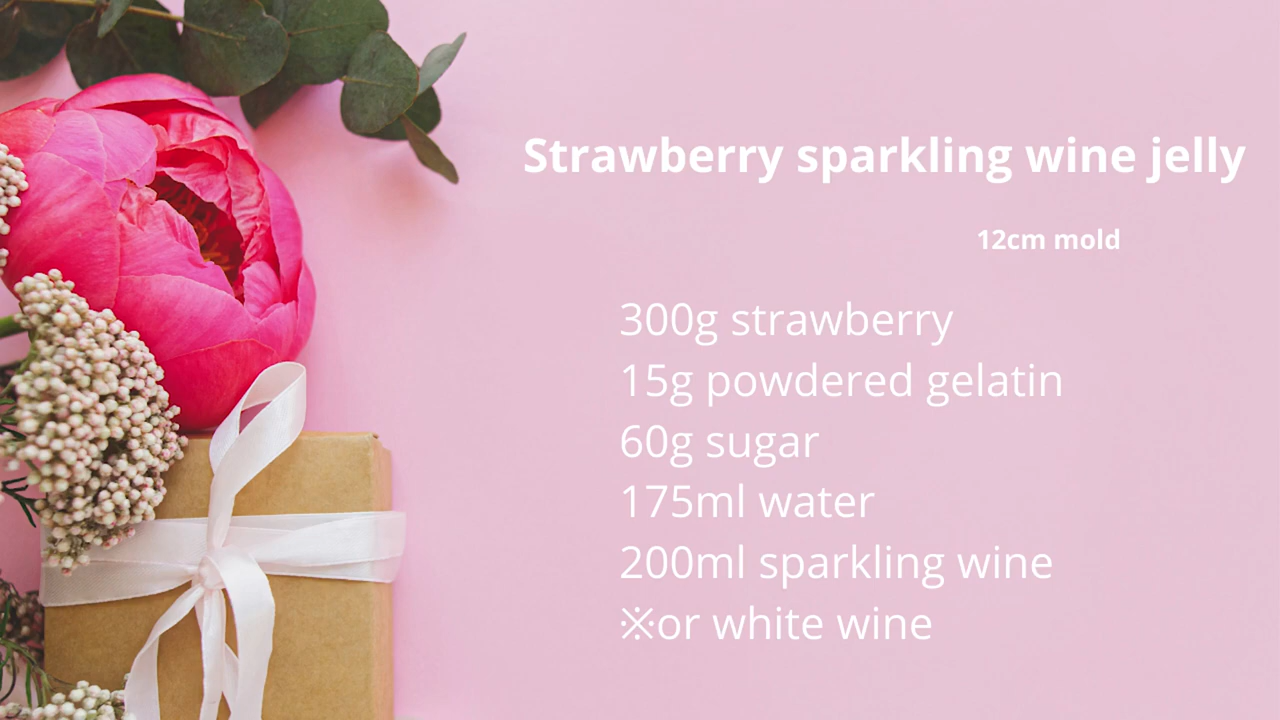 Strawberry sparkling wine jelly
12cm mold
300g strawberry
15g powdered gelatin
60g sugar
175ml water
200ml sparkling wine
※or white wine